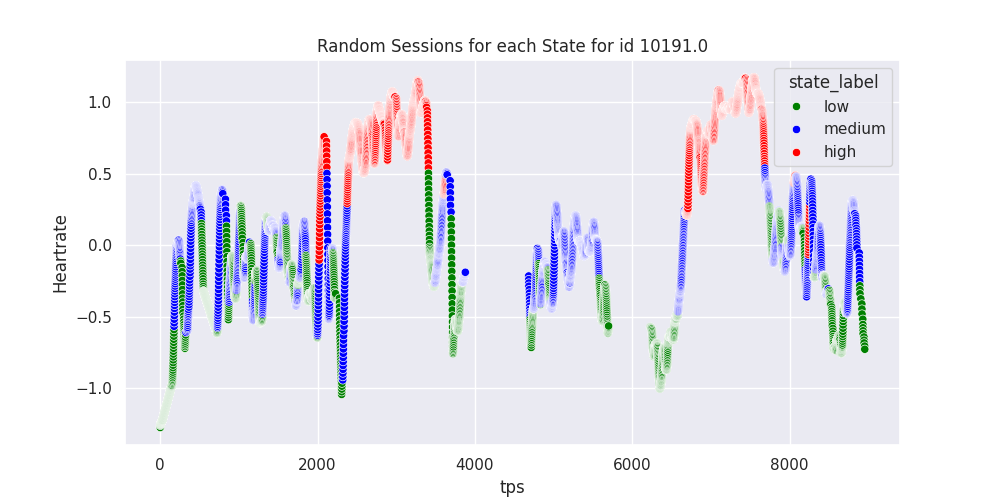 Random Sessions for each State for id 10191.0
state_label
low
medium
high
Heartrate
1.0
0.5
0.0
−0.5
−1.0
0 2000 4000 6000 8000
tps